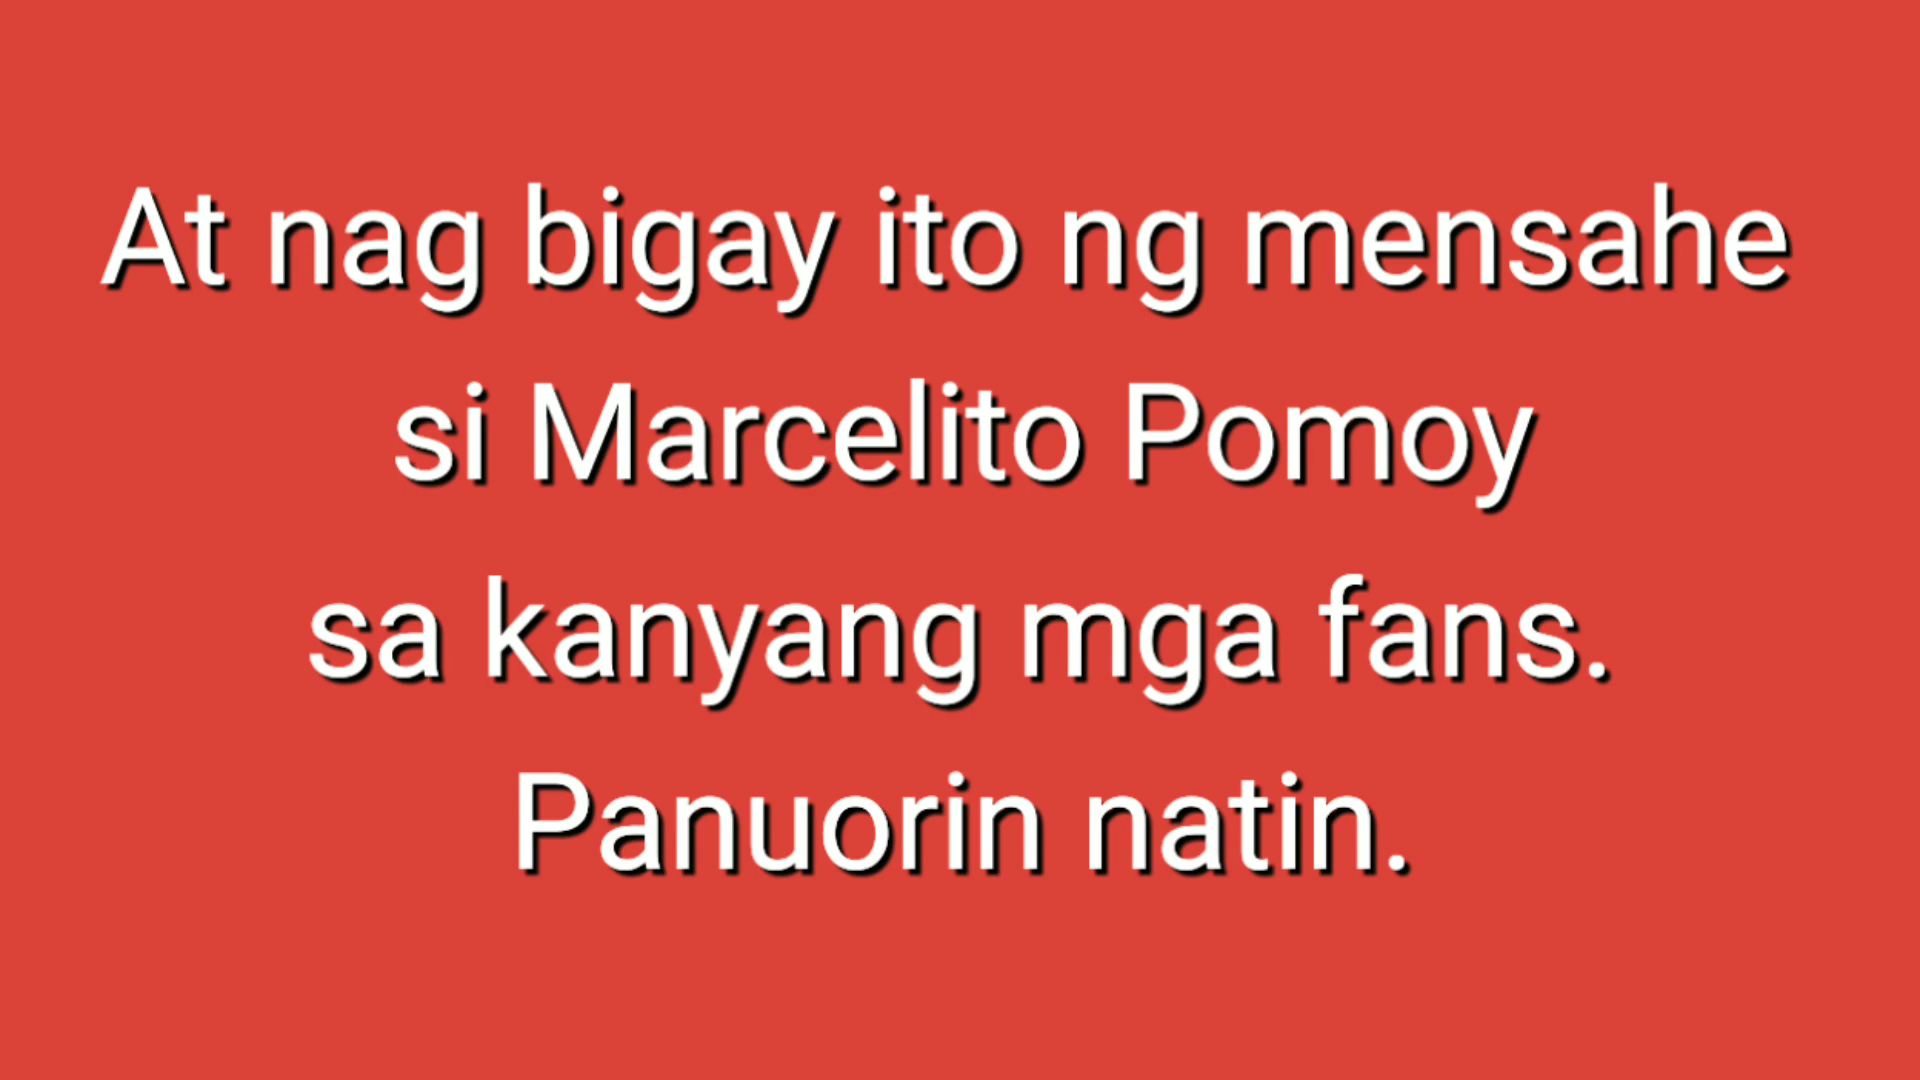 At nag bigay ito ng mensahe
si Marcelito Pomoy
sa kanyang mga fans.
Panuorin natin.